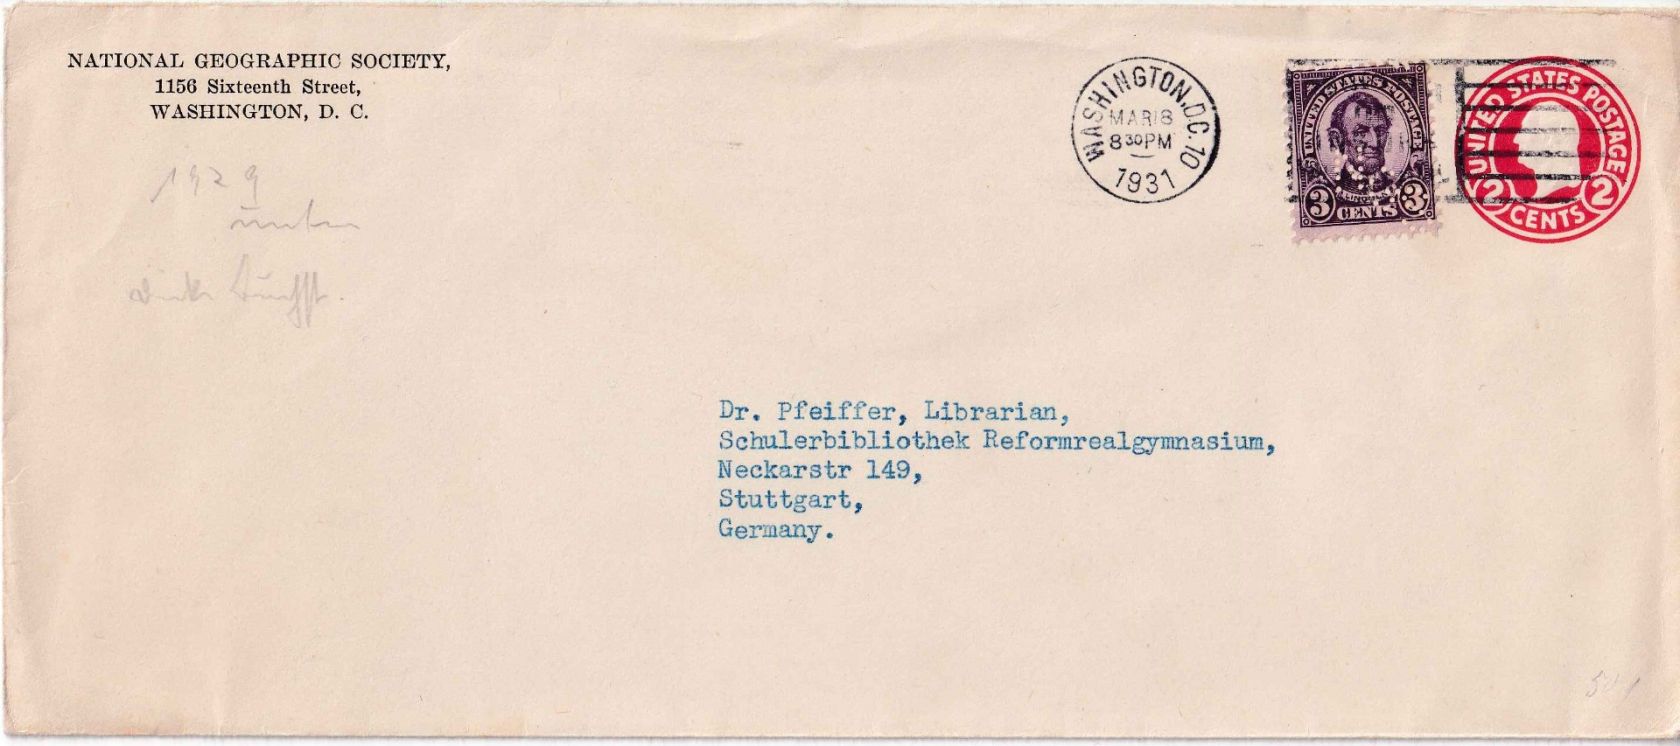 NATIONAL GEOGRAPHIC SOCIETY,
1156 Sixteenth Street,
WASHINGTON, D. C.
1929
WASHINGTON, D.C. 10
MAR 18
8 30 PM
1931
UNITED STATES POSTAGE
3 CENTS 3
UNITED STATES POSTAGE
2 CENTS 2
Dr. Pfeiffer, Librarian,
Schulerbibliothek Reformrealgymnasium,
Neckarstr 149,
Stuttgart,
Germany.